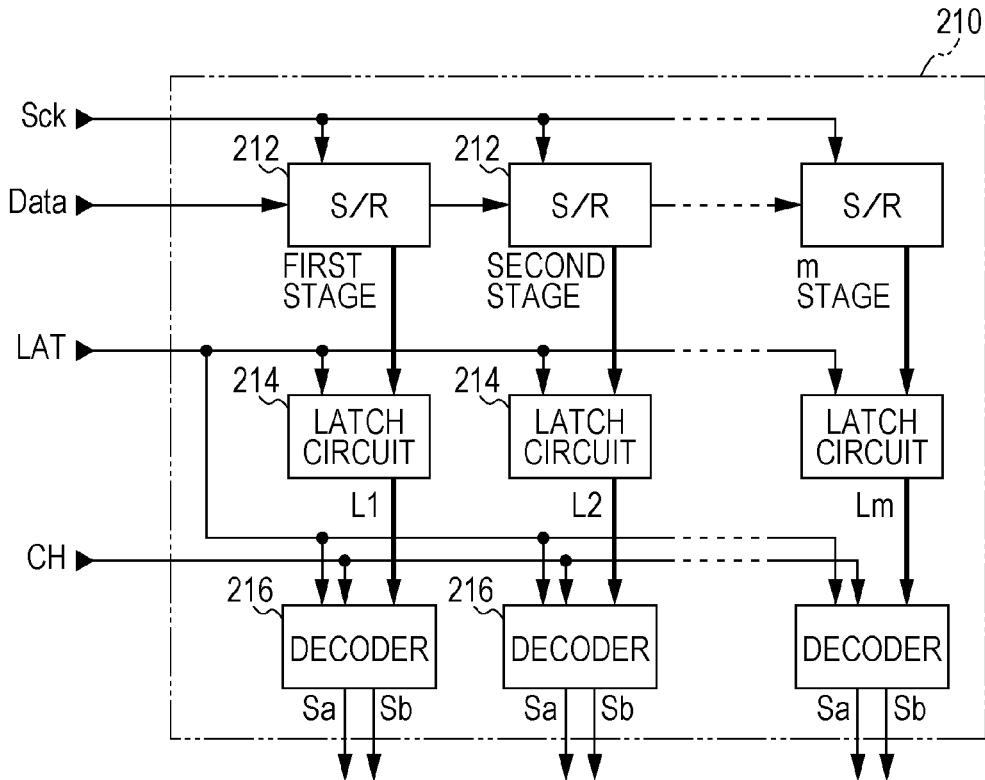 210
Sck
212
212
Data
S/R
S/R
S/R
FIRST
STAGE
SECOND
STAGE
m
STAGE
LAT
214
214
LATCH
CIRCUIT
LATCH
CIRCUIT
LATCH
CIRCUIT
L1
L2
Lm
CH
216
216
DECODER
DECODER
DECODER
Sa
Sb
Sa
Sb
Sa
Sb